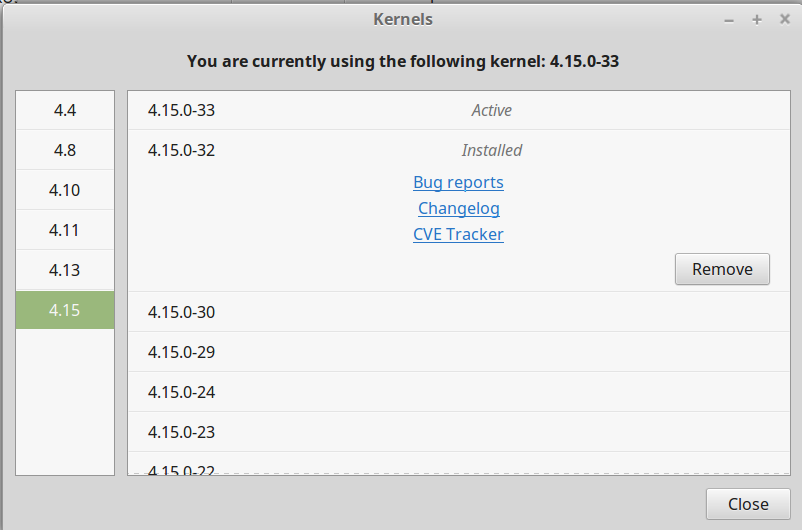 Kernels
You are currently using the following kernel: 4.15.0-33
4.4
4.8
4.10
4.11
4.13
4.15
4.15.0-33 Active
4.15.0-32 Installed
Bug reports
Changelog
CVE Tracker
Remove
4.15.0-30
4.15.0-29
4.15.0-24
4.15.0-23
4.15.0-22
Close